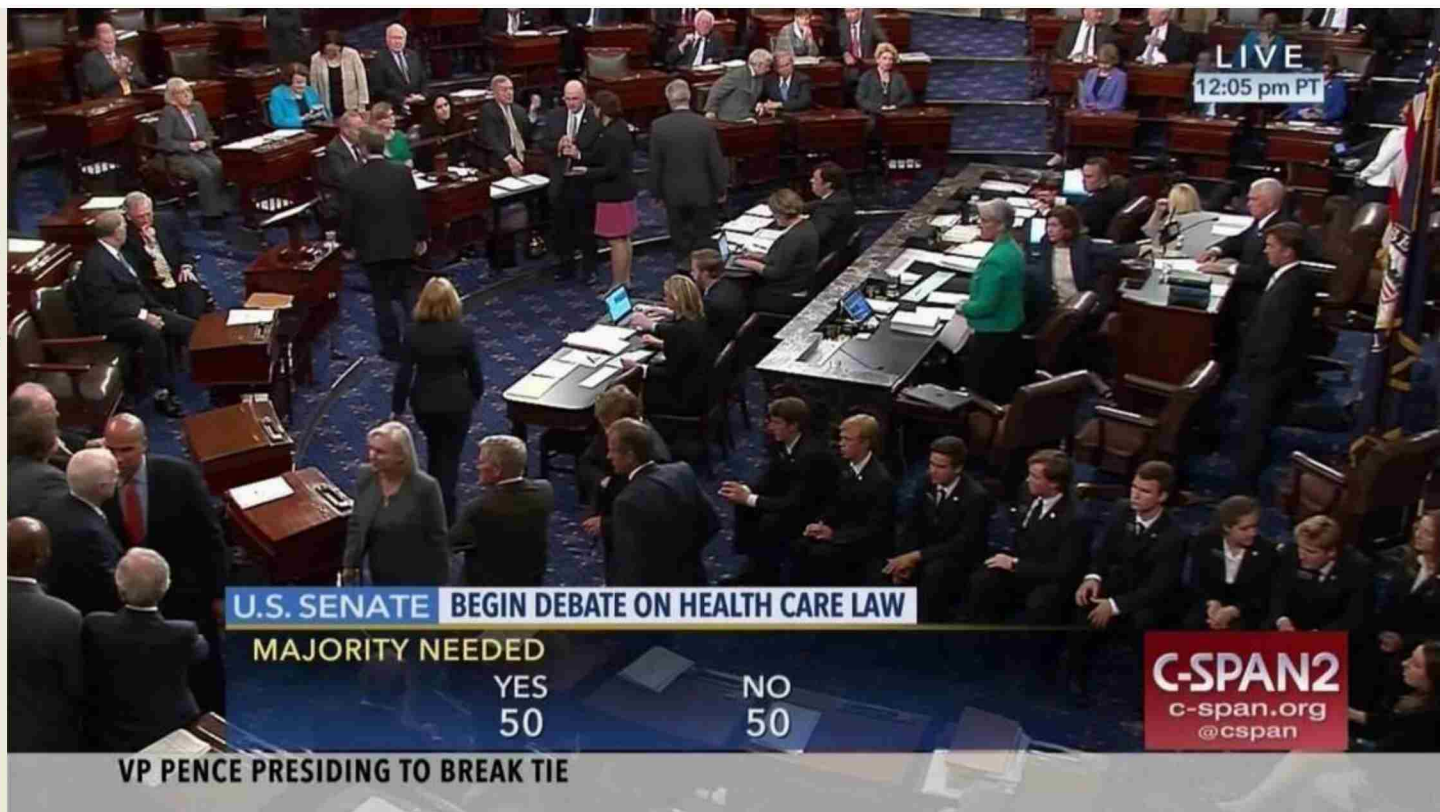 LIVE
12:05 pm PT
U.S. SENATE BEGIN DEBATE ON HEALTH CARE LAW
MAJORITY NEEDED
YES NO
50 50
C-SPAN2
c-span.org
@cspan
VP PENCE PRESIDING TO BREAK TIE